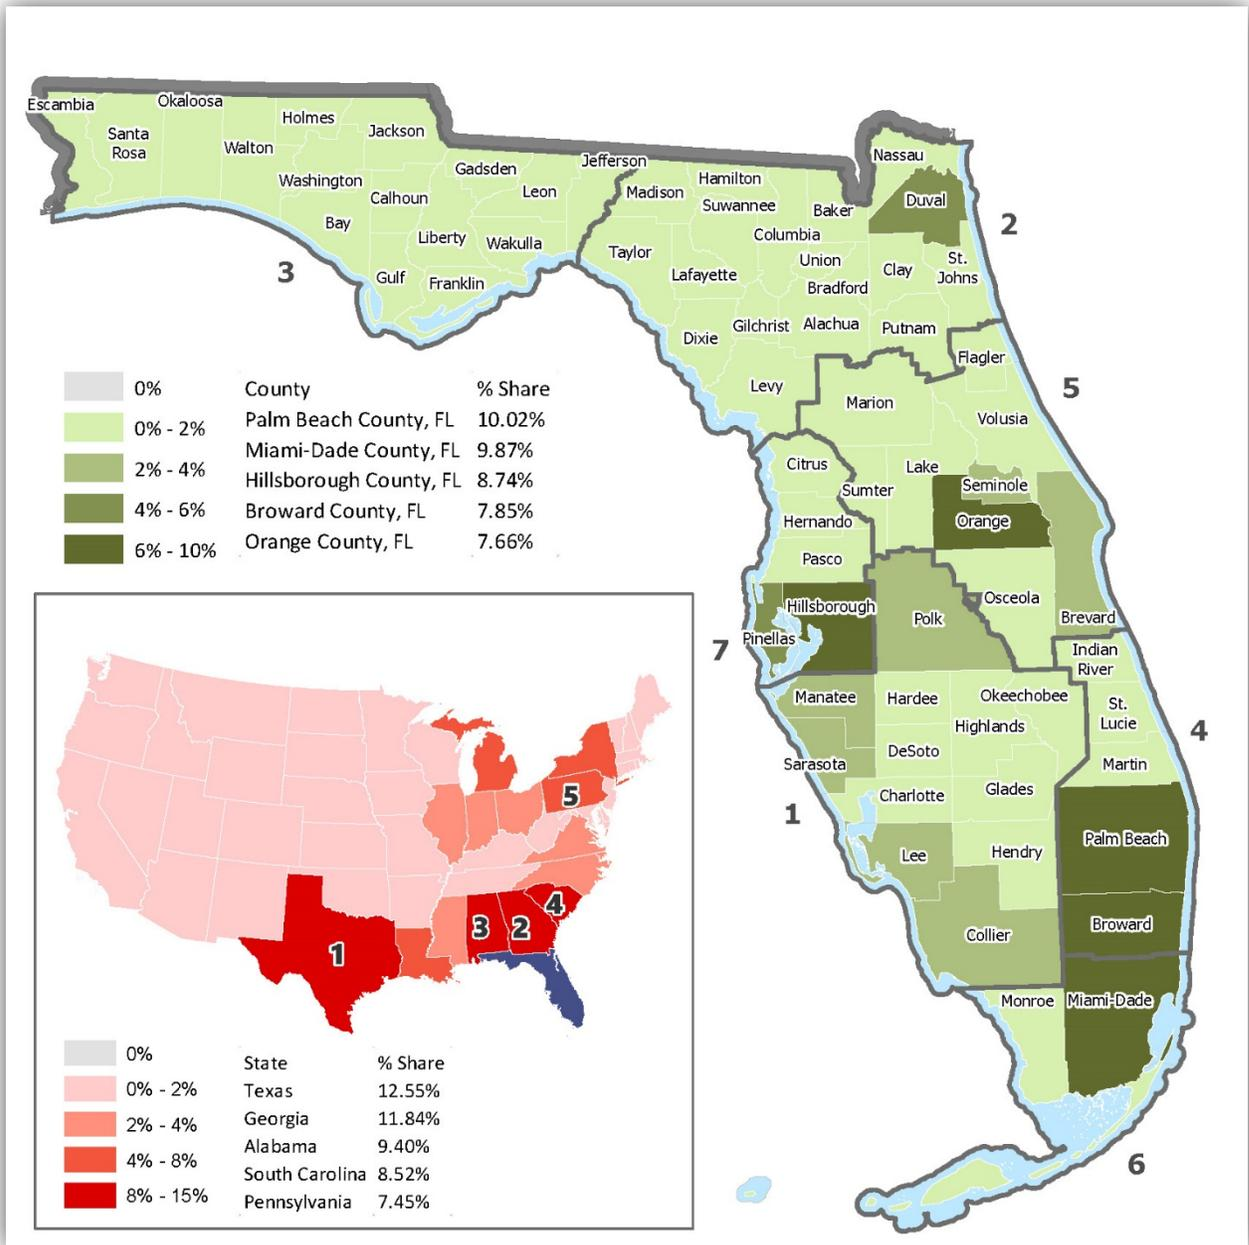 Escambia
Okaloosa
Holmes
Santa
Rosa
Walton
Jackson
Washington
Calhoun
Gadsden
Jefferson
Leon
Bay
Liberty
Wakulla
Gulf
Franklin
3
Madison
Hamilton
Suwannee
Baker
Nassau
Duval
2
Columbia
Taylor
Union
Lafayette
Bradford
Clay
St.
Johns
Dixie
Gilchrist
Alachua
Putnam
Levy
Flagler
5
Marion
Volusia
Citrus
Lake
Sumter
Seminole
Orange
Hernando
Pasco
Osceola
Hillsborough
Polk
Brevard
Pinellas
7
Indian
River
Manatee
Hardee
Okeechobee
Highlands
St.
Lucie
4
DeSoto
Sarasota
Martin
Charlotte
Glades
1
Palm Beach
Lee
Hendry
Broward
Collier
Monroe
Miami-Dade
6
0%
0% - 2%
2% - 4%
4% - 6%
6% - 10%
County % Share
Palm Beach County, FL 10.02%
Miami-Dade County, FL 9.87%
Hillsborough County, FL 8.74%
Broward County, FL 7.85%
Orange County, FL 7.66%
5
4
3
2
1
0%
0% - 2%
2% - 4%
4% - 8%
8% - 15%
State % Share
Texas 12.55%
Georgia 11.84%
Alabama 9.40%
South Carolina 8.52%
Pennsylvania 7.45%